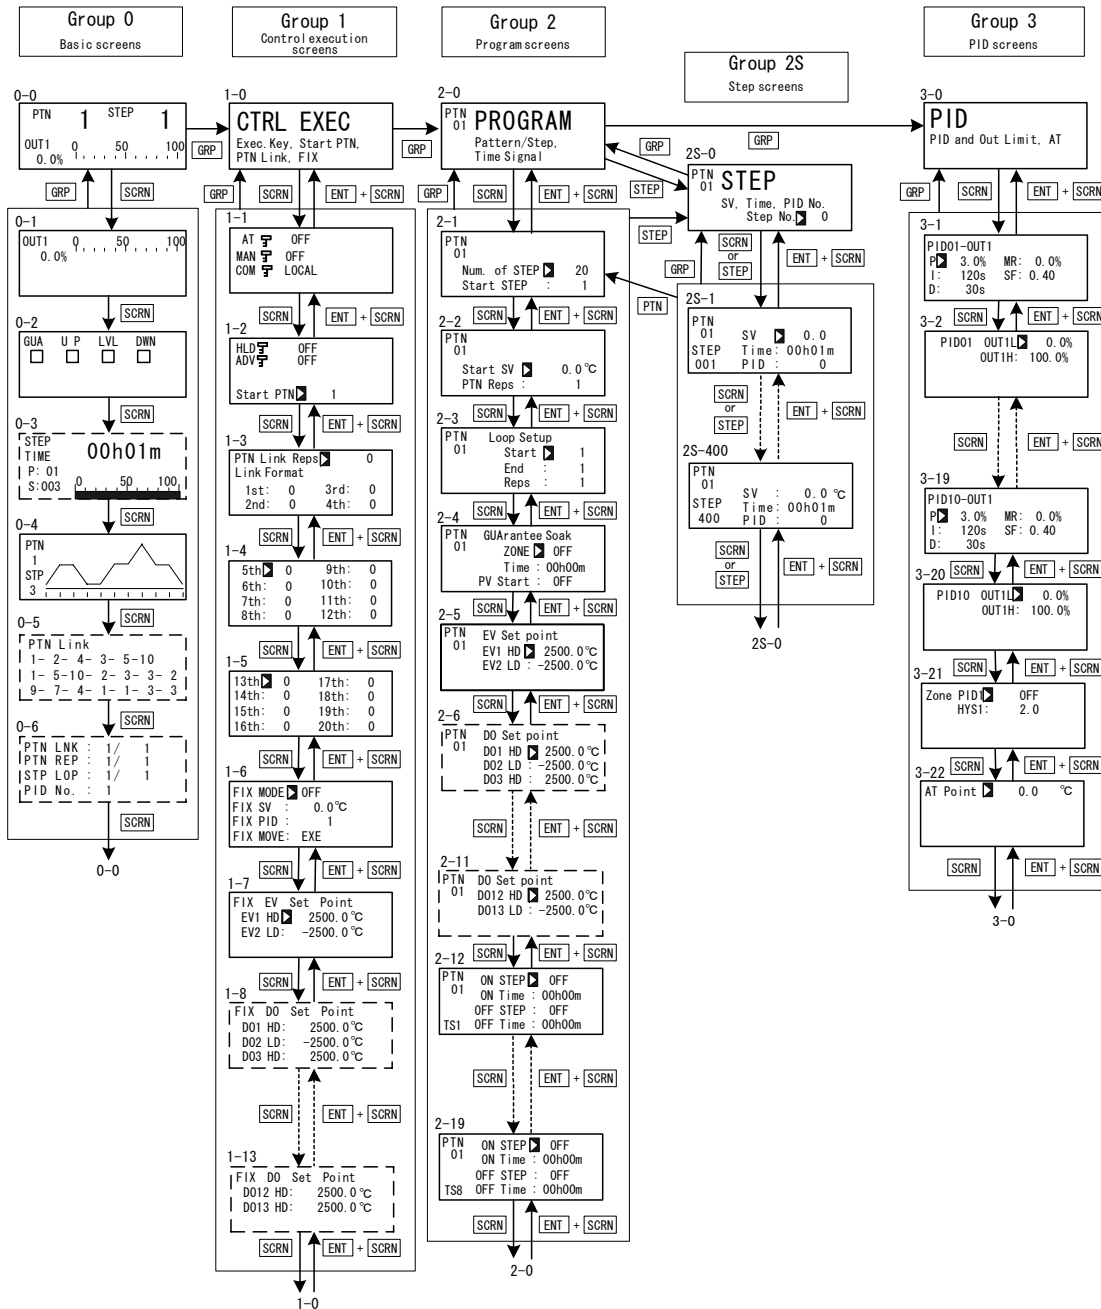 Group 0
Basic screens
0-0
PTN 1 STEP 1
OUT1
0.0% 0 50 100
GRP
GRP
SCRN
0-1
OUT1 0 50 100
0.0%
SCRN
0-2
GUA U P LVL DWN
SCRN
0-3
STEP
TIME 00h01m
P: 01
S:003 0 50 100
SCRN
0-4
PTN
1
STP
3
SCRN
0-5
PTN Link
1- 2- 4- 3- 5-10
1- 5-10- 2- 3- 3- 2
9- 7- 4- 1- 1- 3- 3
SCRN
0-6
PTN LNK : 1/ 1
PTN REP : 1/ 1
STP LOP : 1/ 1
PID No. : 1
SCRN
0-0
Group 1
Control execution
screens
1-0
CTRL EXEC
Exec. Key, Start PTN,
PTN Link, FIX
GRP
GRP
SCRN
ENT + SCRN
1-1
AT OFF
MAN OFF
COM LOCAL
SCRN
ENT + SCRN
1-2
HLD OFF
ADV OFF
Start PTN 1
SCRN
ENT + SCRN
1-3
PTN Link Reps 0
Link Format
1st: 0 3rd: 0
2nd: 0 4th: 0
SCRN
ENT + SCRN
1-4
5th 0 9th: 0
6th: 0 10th: 0
7th: 0 11th: 0
8th: 0 12th: 0
SCRN
ENT + SCRN
1-5
13th 0 17th: 0
14th: 0 18th: 0
15th: 0 19th: 0
16th: 0 20th: 0
SCRN
ENT + SCRN
1-6
FIX MODE OFF
FIX SV : 0.0℃
FIX PID : 1
FIX MOVE: EXE
SCRN
ENT + SCRN
1-7
FIX EV Set Point
EV1 HD 2500.0℃
EV2 LD: -2500.0℃
SCRN
ENT + SCRN
1-8
FIX DO Set Point
DO1 HD: 2500.0℃
DO2 LD: -2500.0℃
DO3 HD: 2500.0℃
SCRN
ENT + SCRN
1-13
FIX DO Set Point
DO12 HD: 2500.0℃
DO13 HD: 2500.0℃
SCRN
ENT + SCRN
1-0
Group 2
Program screens
2-0
PTN
01 PROGRAM
Pattern/Step,
Time Signal
GRP
SCRN
ENT + SCRN
GRP
STEP
GRP
STEP
2-1
PTN
01
Num. of STEP 20
Start STEP : 1
PTN
SCRN
ENT + SCRN
2-2
PTN
01
Start SV 0.0℃
PTN Reps : 1
SCRN
ENT + SCRN
2-3
PTN
01 Loop Setup
Start 1
End : 1
Reps : 1
SCRN
ENT + SCRN
2-4
PTN
01 GUArantee Soak
ZONE OFF
Time : 00h00m
PV Start : OFF
SCRN
ENT + SCRN
2-5
PTN
01 EV Set point
EV1 HD 2500.0℃
EV2 LD : -2500.0℃
SCRN
ENT + SCRN
2-6
PTN
01 DO Set point
DO1 HD 2500.0℃
DO2 LD : -2500.0℃
DO3 HD : 2500.0℃
SCRN
ENT + SCRN
2-11
PTN
01 DO Set point
DO12 HD 2500.0℃
DO13 LD : -2500.0℃
SCRN
ENT + SCRN
2-12
PTN
01 ON STEP OFF
ON Time : 00h00m
OFF STEP : OFF
TS1 OFF Time : 00h00m
SCRN
ENT + SCRN
2-19
PTN
01 ON STEP OFF
ON Time : 00h00m
OFF STEP : OFF
TS8 OFF Time : 00h00m
SCRN
ENT + SCRN
2-0
Group 2S
Step screens
2S-0
PTN
01 STEP
SV, Time, PID No.
Step No. 0
GRP
SCRN
or
STEP
ENT + SCRN
2S-1
PTN
01 SV 0.0
STEP Time: 00h01m
001 PID : 0
SCRN
or
STEP
ENT + SCRN
2S-400
PTN
01
SV : 0.0 ℃
STEP Time: 00h01m
400 PID : 0
SCRN
or
STEP
ENT + SCRN
2S-0
Group 3
PID screens
3-0
PID
PID and Out Limit, AT
GRP
SCRN
ENT + SCRN
3-1
PID01-OUT1
P 3.0% MR: 0.0%
I: 120s SF: 0.40
D: 30s
SCRN
ENT + SCRN
3-2
PID01 OUT1L 0.0%
OUT1H: 100.0%
SCRN
ENT + SCRN
3-19
PID10-OUT1
P 3.0% MR: 0.0%
I: 120s SF: 0.40
D: 30s
SCRN
ENT + SCRN
3-20
PID10 OUT1L 0.0%
OUT1H: 100.0%
SCRN
ENT + SCRN
3-21
Zone PID1 OFF
HYS1: 2.0
SCRN
ENT + SCRN
3-22
AT Point 0.0 ℃
SCRN
ENT + SCRN
3-0